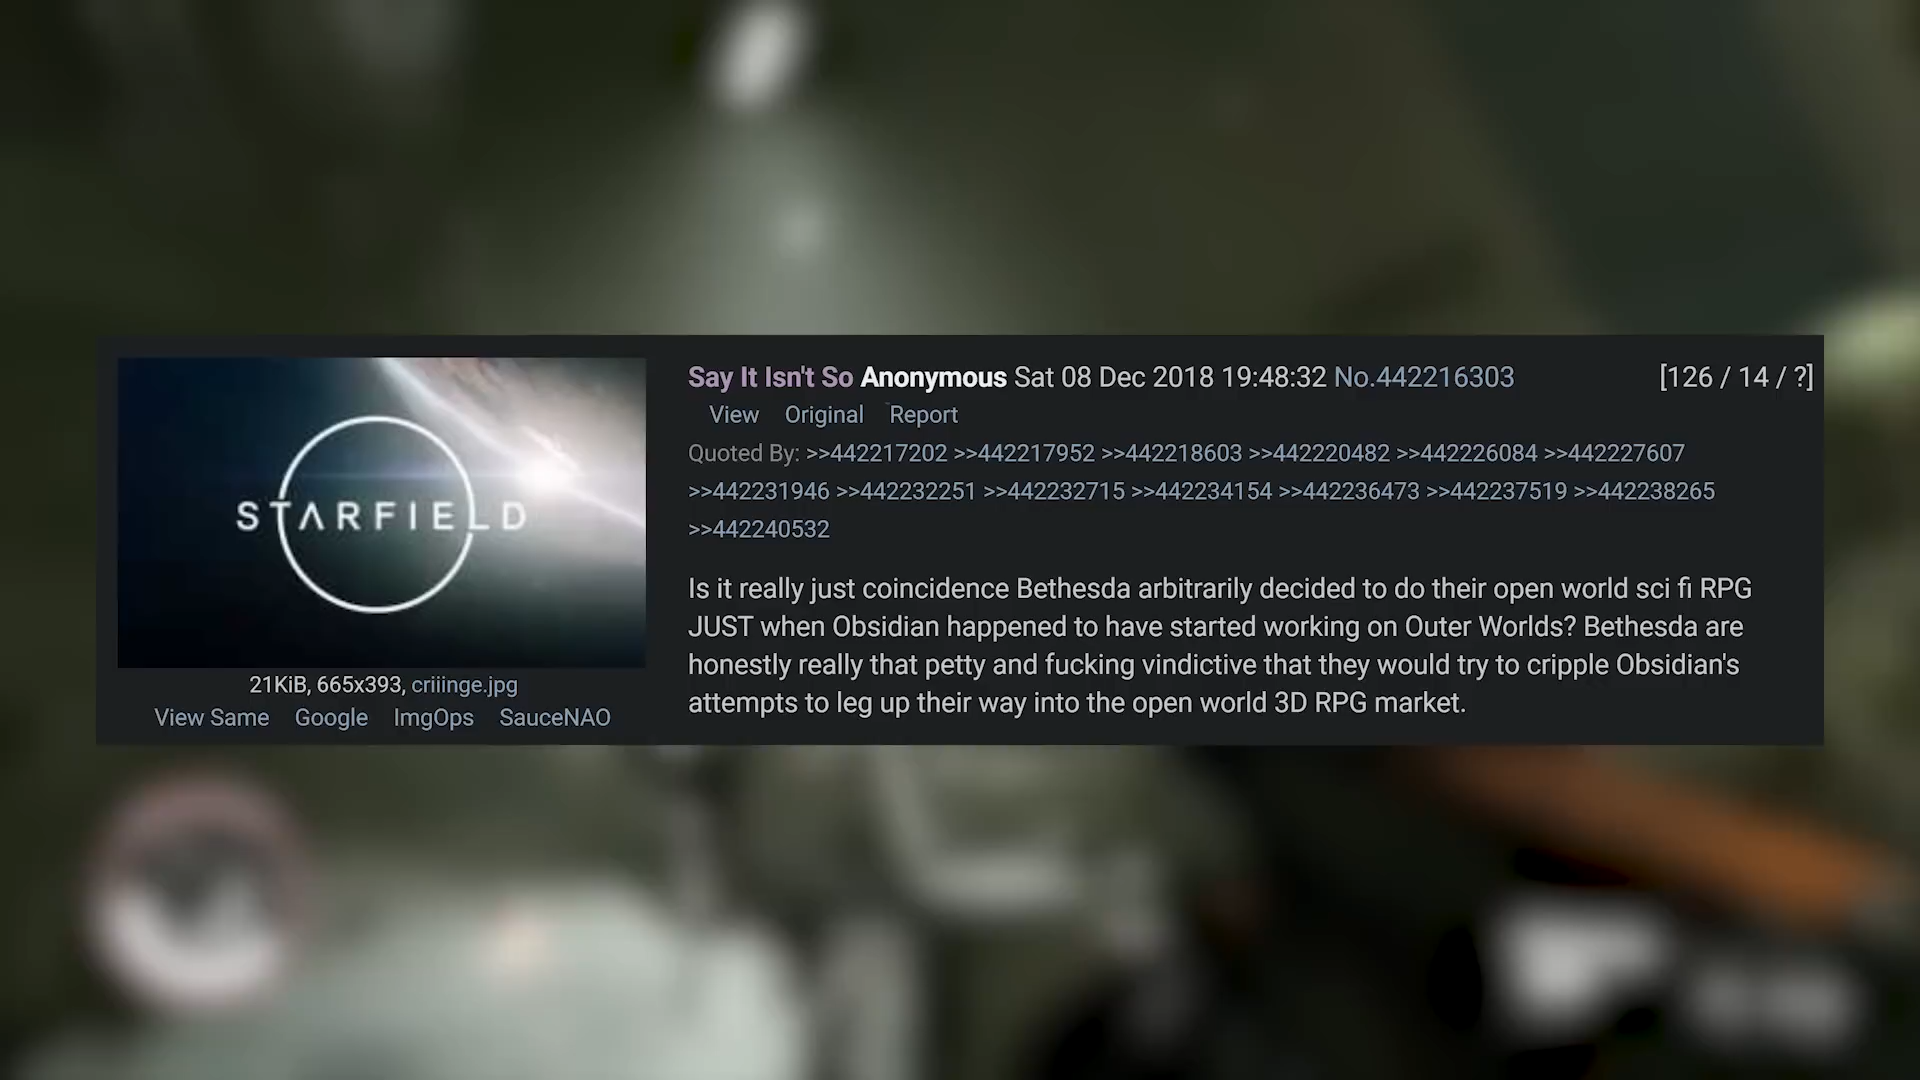 STARFIELD
21KiB, 665x393, criiinge.jpg
View Same Google ImgOps SauceNAO
Say It Isn't So Anonymous Sat 08 Dec 2018 19:48:32 No.442216303 [126 / 14 / ?]
View Original Report
Quoted By: >>442217202 >>442217952 >>442218603 >>442220482 >>442226084 >>442227607
>>442231946 >>442232251 >>442232715 >>442234154 >>442236473 >>442237519 >>442238265
>>442240532
Is it really just coincidence Bethesda arbitrarily decided to do their open world sci fi RPG
JUST when Obsidian happened to have started working on Outer Worlds? Bethesda are
honestly really that petty and fucking vindictive that they would try to cripple Obsidian's
attempts to leg up their way into the open world 3D RPG market.